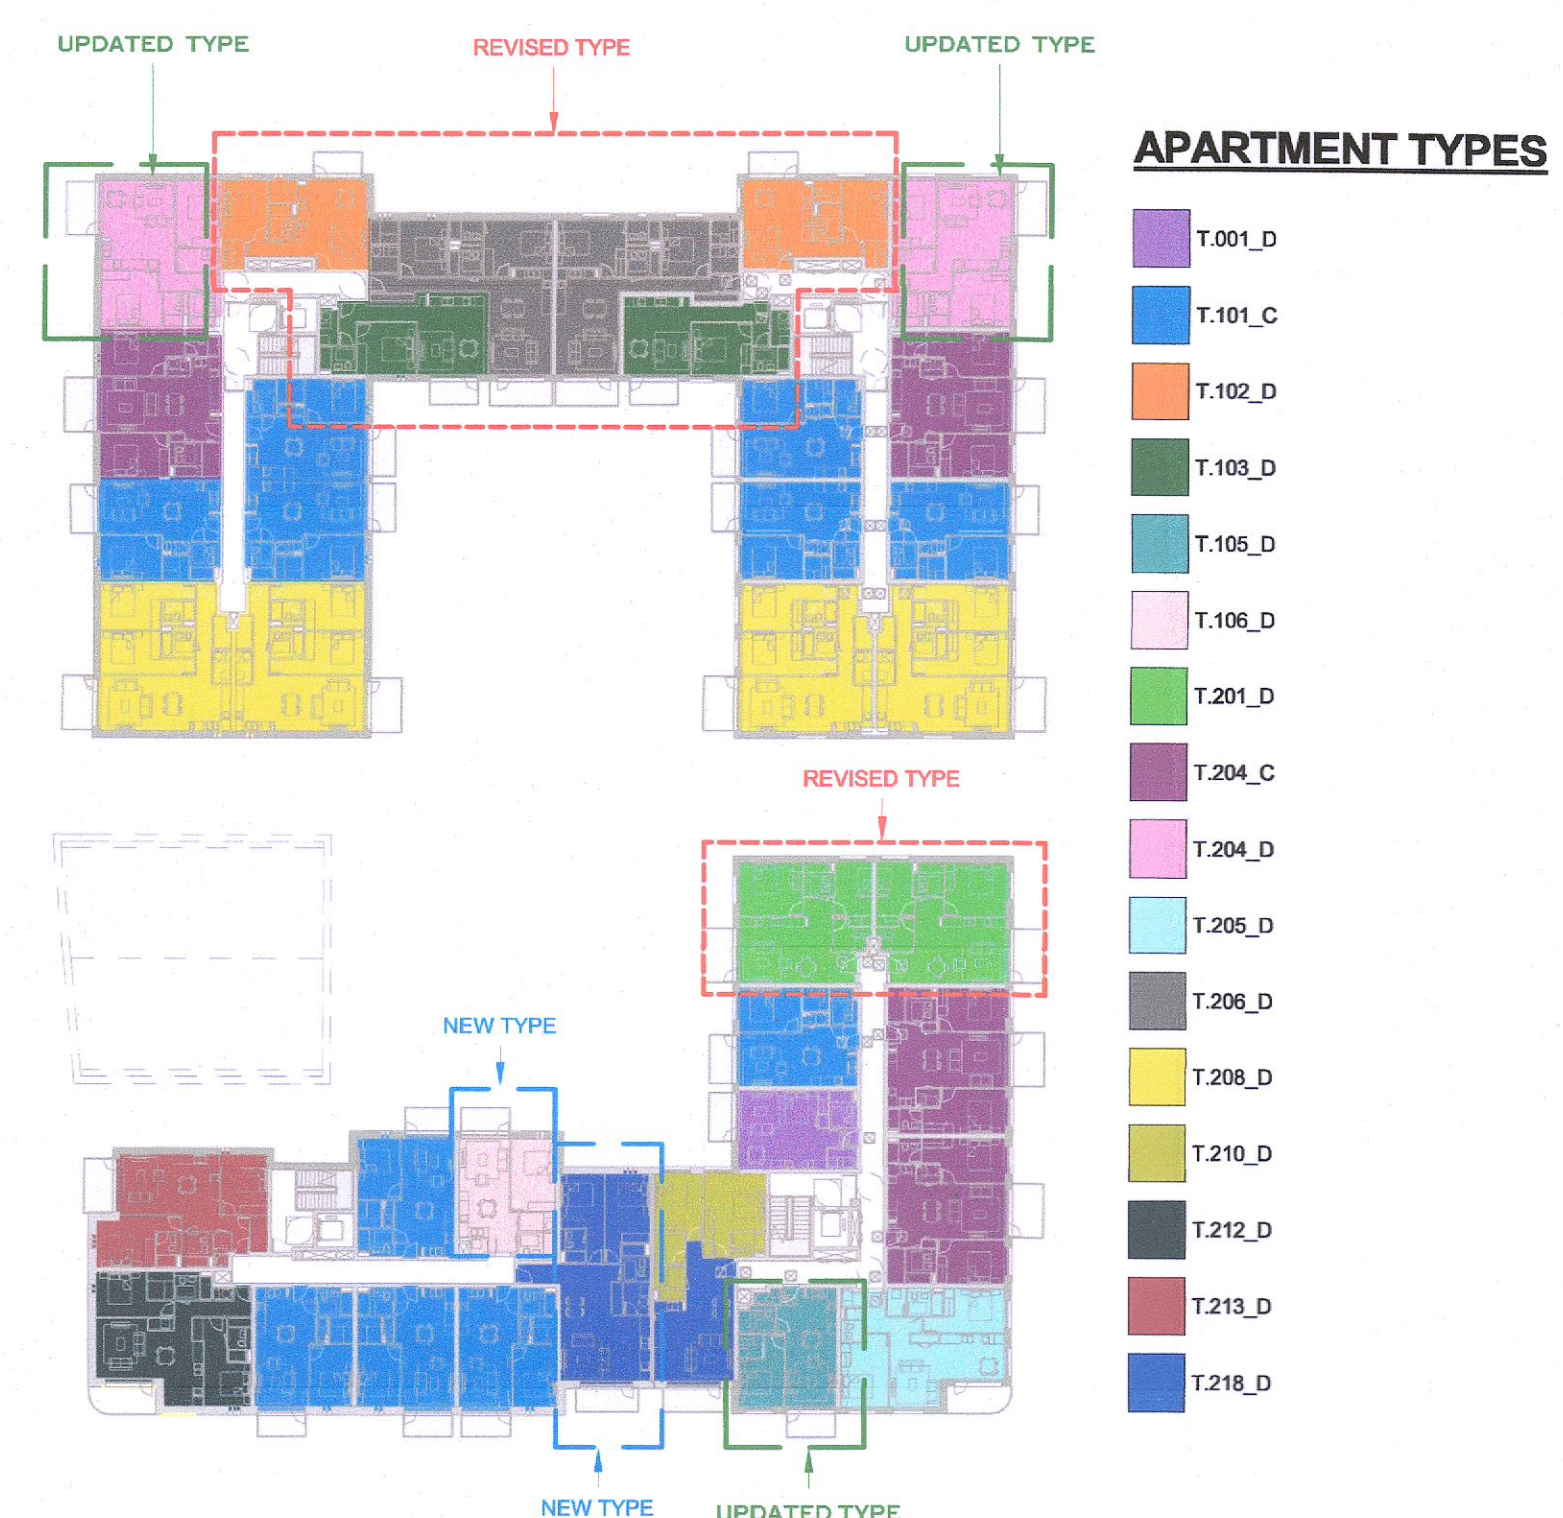 UPDATED TYPE
REVISED TYPE
UPDATED TYPE
APARTMENT TYPES
T.001_D
T.101_C
T.102_D
T.103_D
T.105_D
T.106_D
T.201_D
T.204_C
T.204_D
T.205_D
T.206_D
T.208_D
T.210_D
T.212_D
T.213_D
T.218_D
REVISED TYPE
NEW TYPE
NEW TYPE
UPDATED TYPE